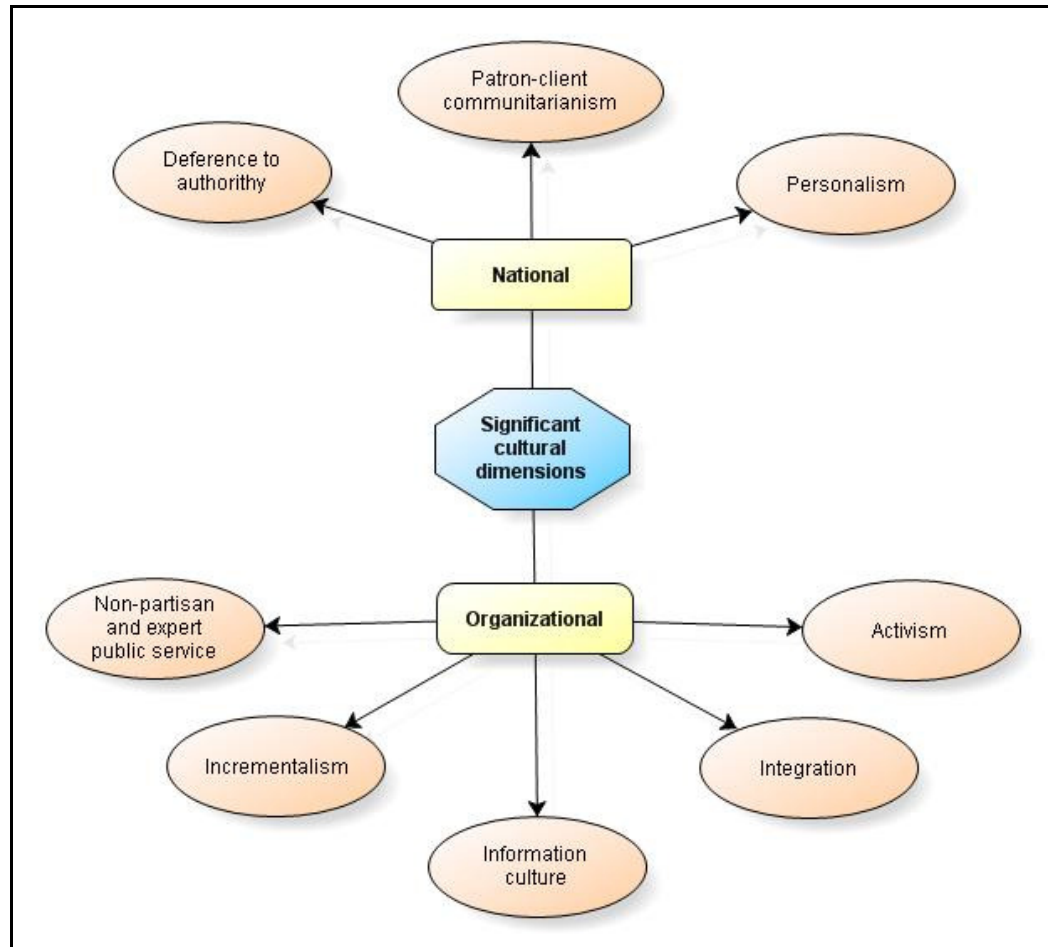 Patron-client
communitarianism
Deference to
authorithy
Personalism
National
Significant
cultural
dimensions
Non-partisan
and expert
public service
Organizational
Activism
Incrementalism
Integration
Information
culture